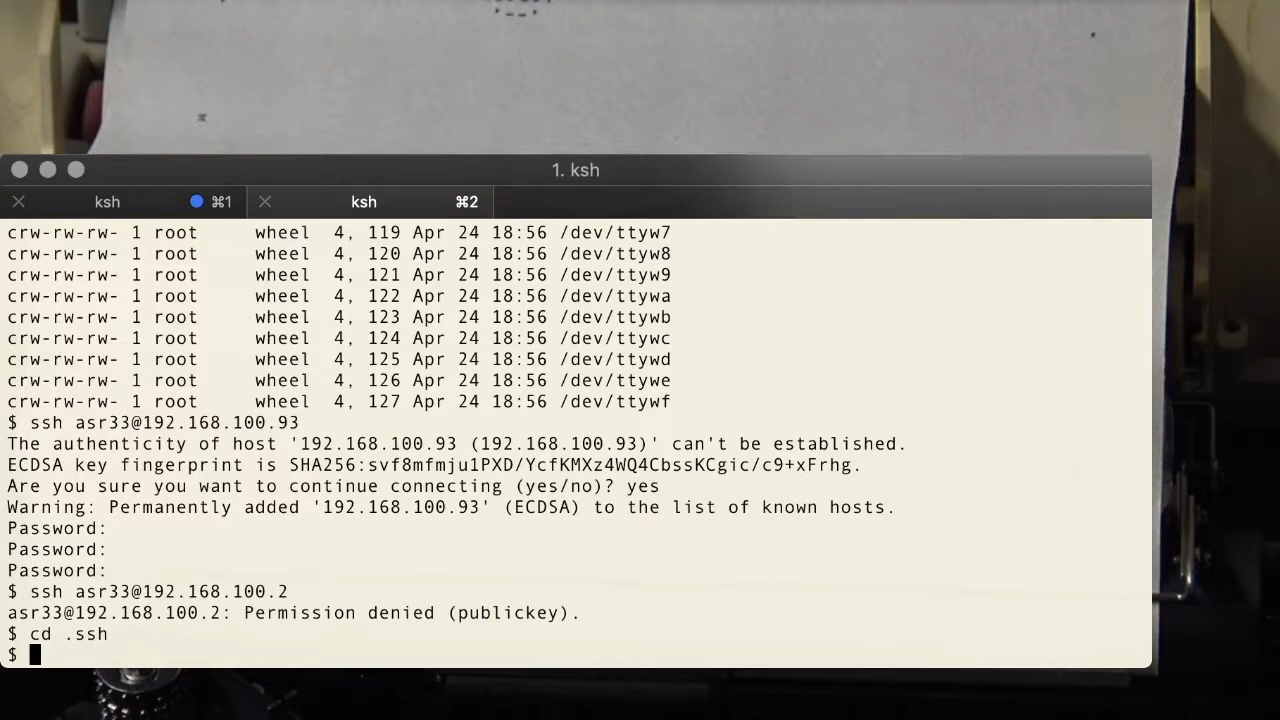 1. ksh
ksh ⌘1 ksh ⌘2
crw-rw-rw- 1 root wheel 4, 119 Apr 24 18:56 /dev/ttyw7
crw-rw-rw- 1 root wheel 4, 120 Apr 24 18:56 /dev/ttyw8
crw-rw-rw- 1 root wheel 4, 121 Apr 24 18:56 /dev/ttyw9
crw-rw-rw- 1 root wheel 4, 122 Apr 24 18:56 /dev/ttywa
crw-rw-rw- 1 root wheel 4, 123 Apr 24 18:56 /dev/ttywb
crw-rw-rw- 1 root wheel 4, 124 Apr 24 18:56 /dev/ttywc
crw-rw-rw- 1 root wheel 4, 125 Apr 24 18:56 /dev/ttywd
crw-rw-rw- 1 root wheel 4, 126 Apr 24 18:56 /dev/ttywe
crw-rw-rw- 1 root wheel 4, 127 Apr 24 18:56 /dev/ttywf
$ ssh asr33@192.168.100.93
The authenticity of host '192.168.100.93 (192.168.100.93)' can't be established.
ECDSA key fingerprint is SHA256:svf8mfmju1PXD/YcfKMXz4WQ4CbssKCgic/c9+xFrhg.
Are you sure you want to continue connecting (yes/no)? yes
Warning: Permanently added '192.168.100.93' (ECDSA) to the list of known hosts.
Password:
Password:
Password:
$ ssh asr33@192.168.100.2
asr33@192.168.100.2: Permission denied (publickey).
$ cd .ssh
$